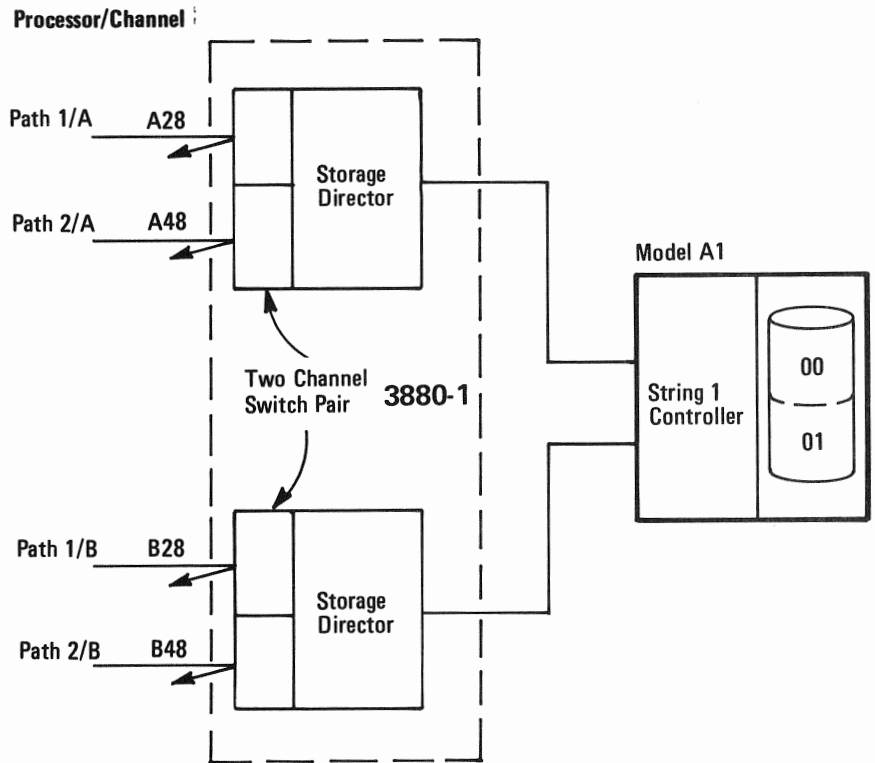 Processor/Channel
Path 1/A
A28
Storage
Director
Path 2/A
A48
Model A1
Two Channel
Switch Pair
3880-1
String 1
Controller
00
01
Path 1/B
B28
Storage
Director
Path 2/B
B48